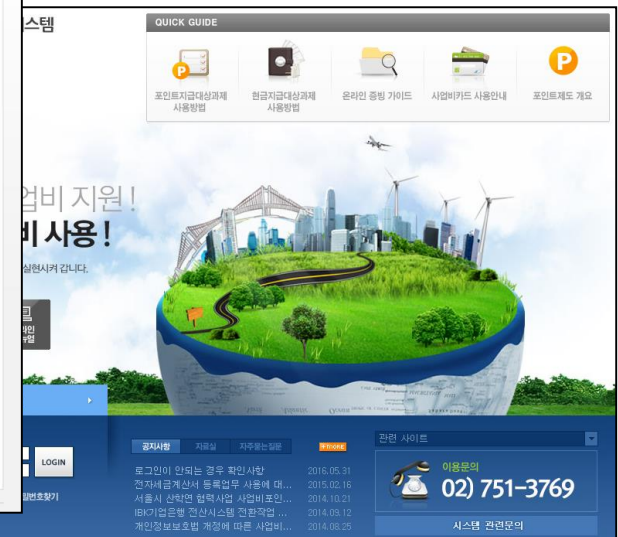 스템
QUICK GUIDE
포인트지급대상과제
사용방법
현금지급대상과제
사용방법
온라인 증빙 가이드
사업비카드 사용안내
포인트제도 개요
업비 지원!
비 사용!
실현시켜 갑니다.
LOGIN
밀번호찾기
공지사항 자료실 자주묻는질문
로그인이 안되는 경우 확인사항 2016.05.31
전자세금계산서 등록업무 사용에 대... 2015.02.16
서울시 산학연 협력사업 사업비포인... 2014.10.21
IBK기업은행 전산시스템 전환작업 ... 2014.09.12
개인정보보호법 개정에 따른 사업비... 2014.08.25
관련 사이트
이용문의
02) 751-3769
시스템 관련문의